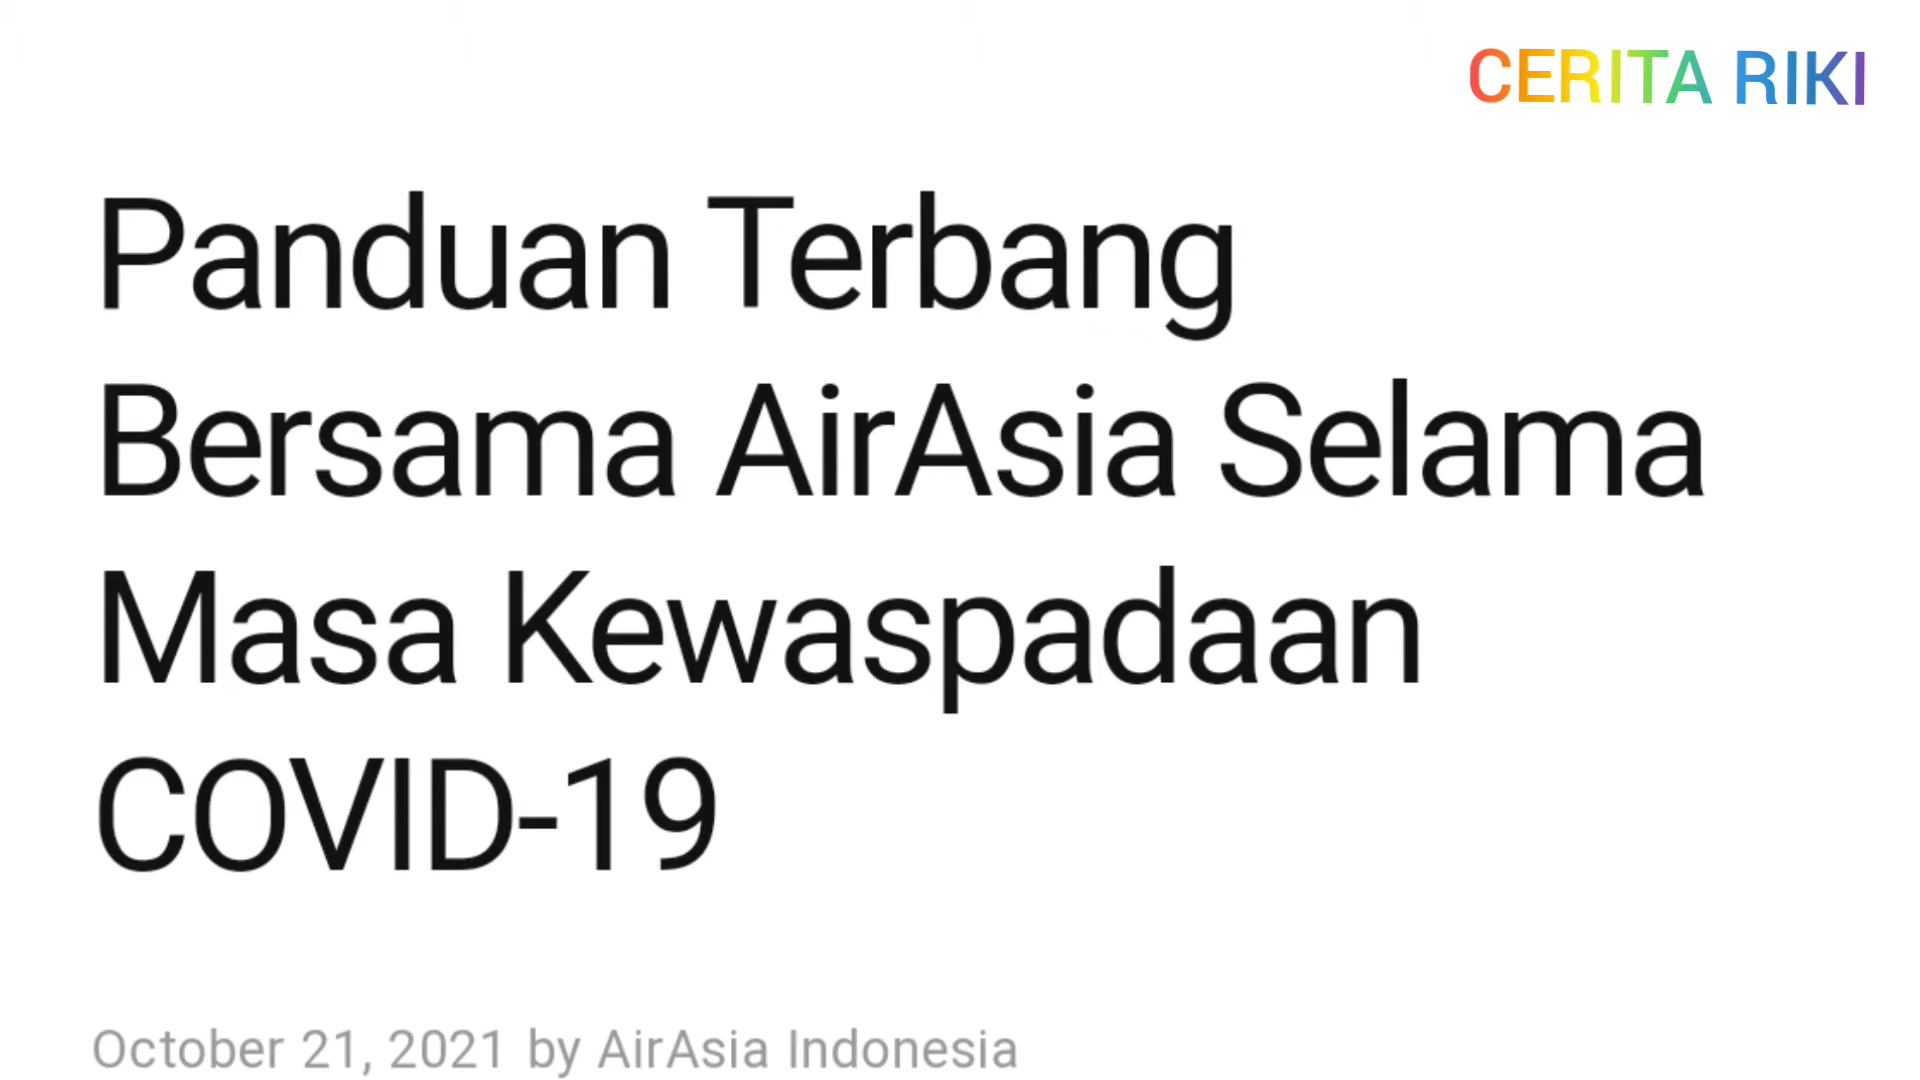 CERITA RIKI
Panduan Terbang
Bersama AirAsia Selama
Masa Kewaspadaan
COVID-19
October 21, 2021 by AirAsia Indonesia